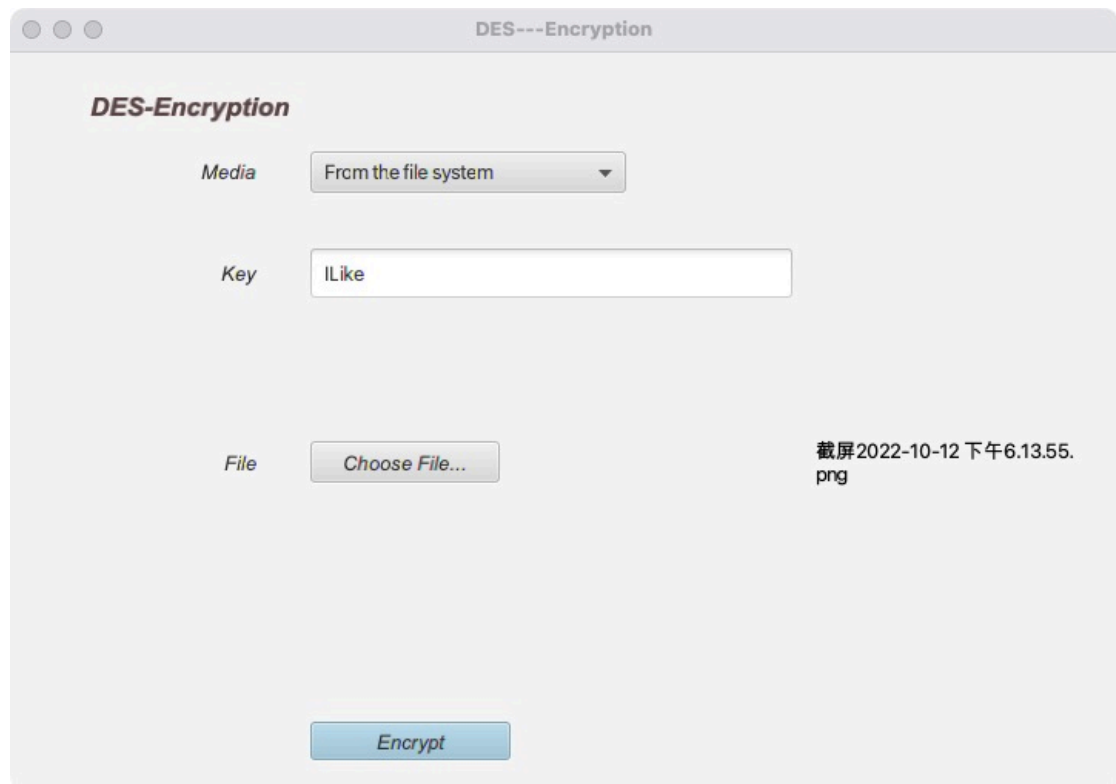 DES---Encryption
DES-Encryption
Media
From the file system
Key
ILike
File
Choose File...
截屏2022-10-12 下午6.13.55.
png
Encrypt